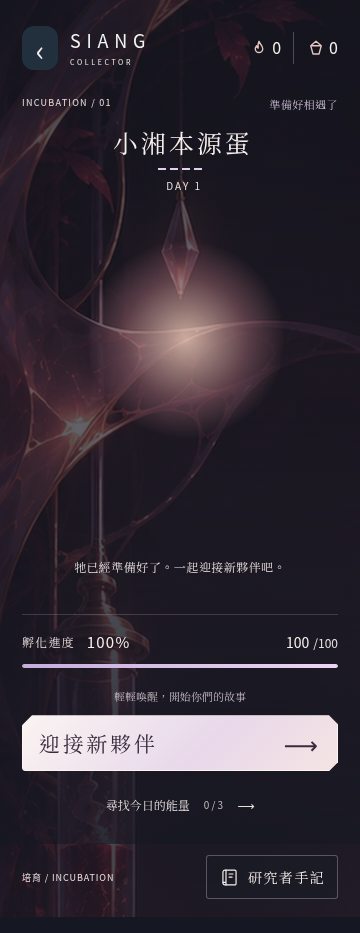 ‹
SIANG
COLLECTOR
0
0
INCUBATION / 01
準備好相遇了
小湘本源蛋
DAY 1
牠已經準備好了。一起迎接新夥伴吧。
孵化進度 100%
100 /100
輕輕喚醒，開始你們的故事
迎接新夥伴 ⟶
尋找今日的能量 0 / 3 ⟶
培育 / INCUBATION
研究者手記